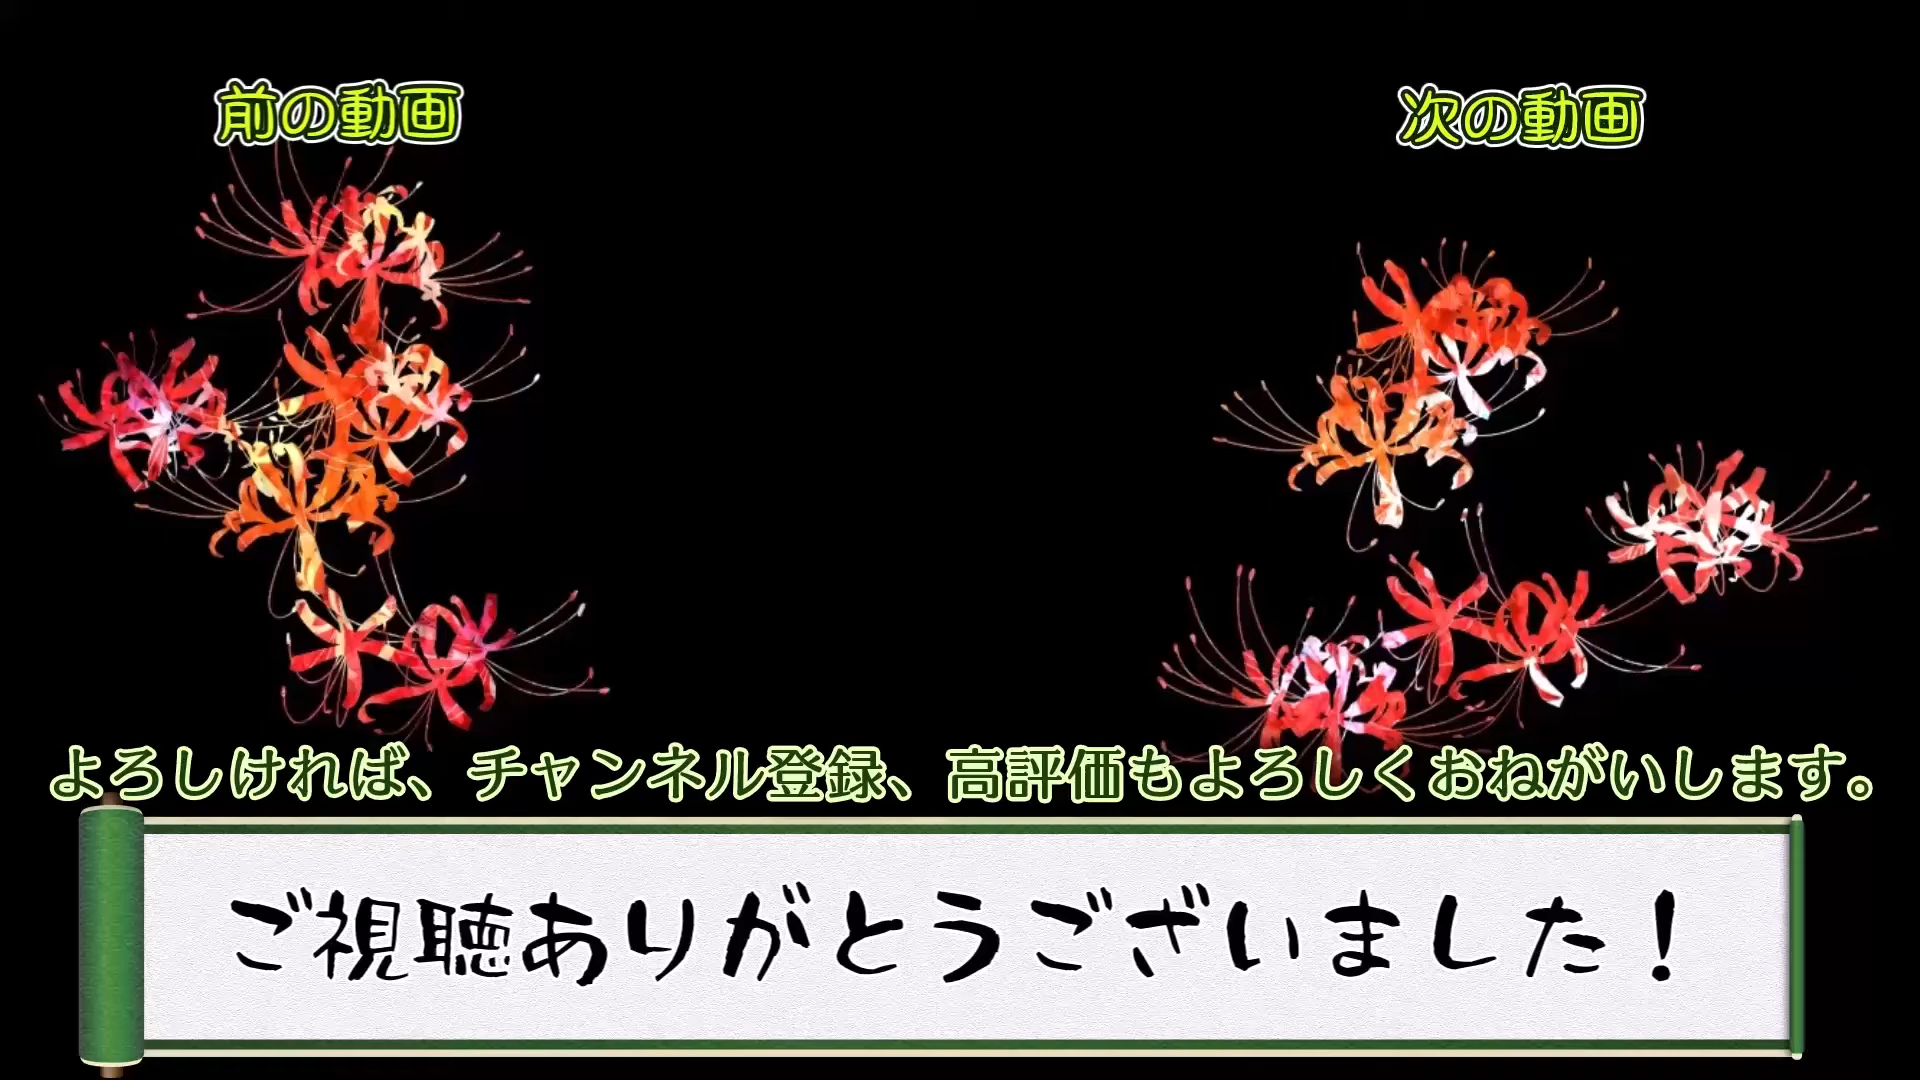 前の動画
次の動画
よろしければ、チャンネル登録、高評価もよろしくおねがいします。
ご視聴ありがとうございました！